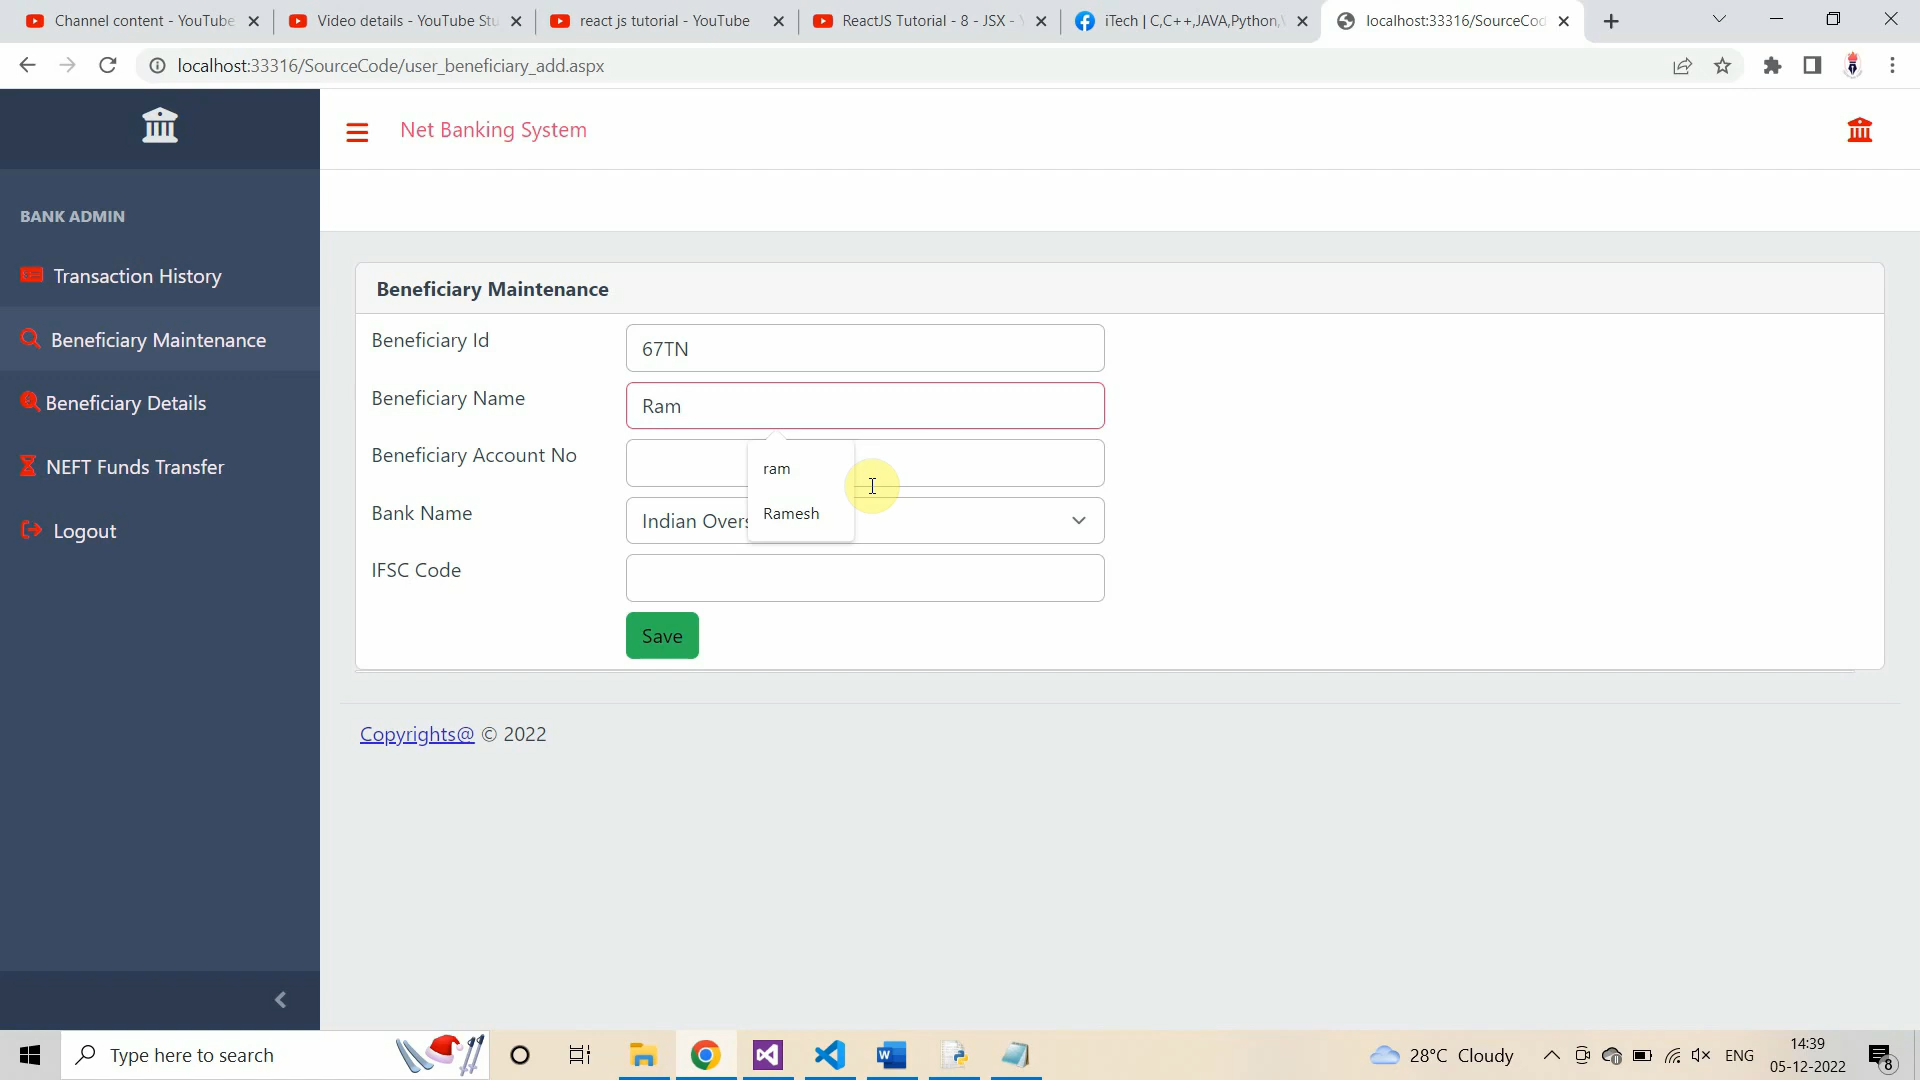 Channel content - YouTube
Video details - YouTube Stu
react js tutorial - YouTube
ReactJS Tutorial - 8 - JSX - Y
iTech | C,C++,JAVA,Python,
localhost:33316/SourceCod
localhost:33316/SourceCode/user_beneficiary_add.aspx
Net Banking System
BANK ADMIN
Transaction History
Beneficiary Maintenance
Beneficiary Details
NEFT Funds Transfer
Logout
Beneficiary Maintenance
Beneficiary Id
67TN
Beneficiary Name
Ram
Beneficiary Account No
ram
Ramesh
Bank Name
Indian Overs
IFSC Code
Save
Copyrights@ © 2022
Type here to search
28°C Cloudy
ENG
14:39
05-12-2022
8